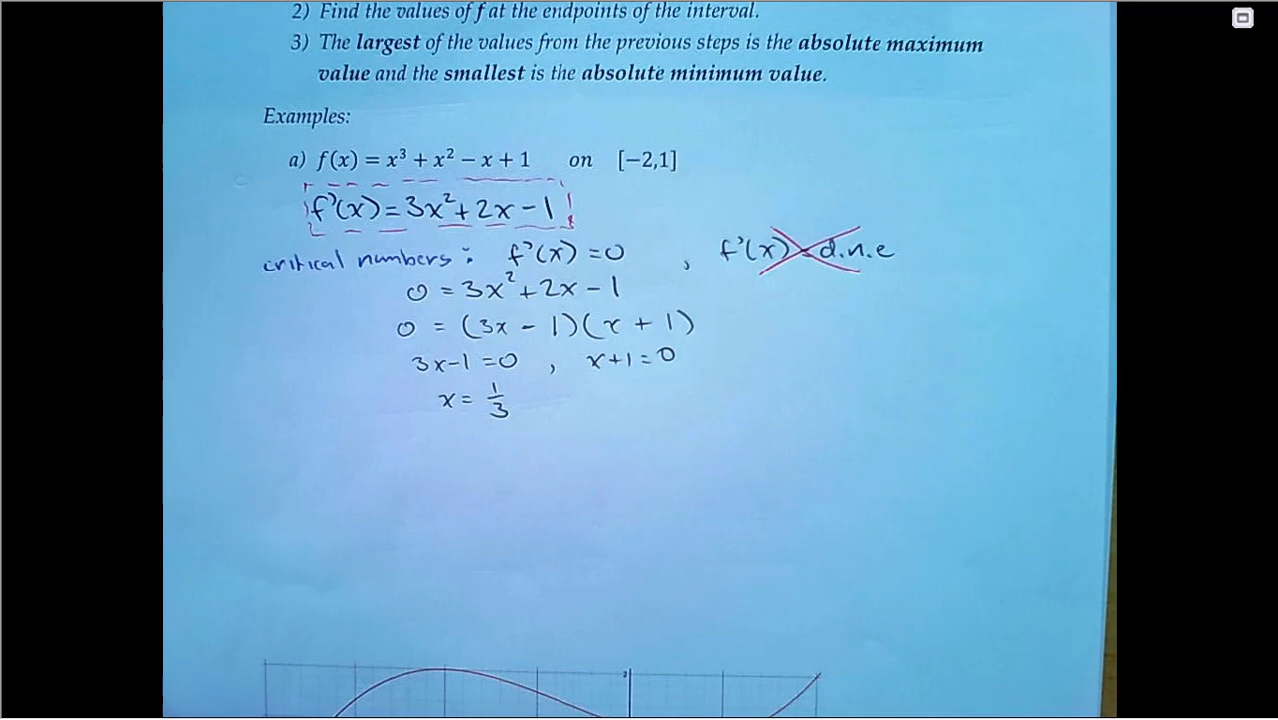 2) Find the values of f at the endpoints of the interval.
3) The largest of the values from the previous steps is the absolute maximum
value and the smallest is the absolute minimum value.
Examples:
a) f(x) = x³ + x² − x + 1 on [−2,1]
f'(x) = 3x² + 2x − 1
critical numbers: f'(x) = 0 , f'(x) = d.n.e
0 = 3x² + 2x − 1
0 = (3x − 1)(x + 1)
3x−1 = 0 , x+1 = 0
x = 1/3
2